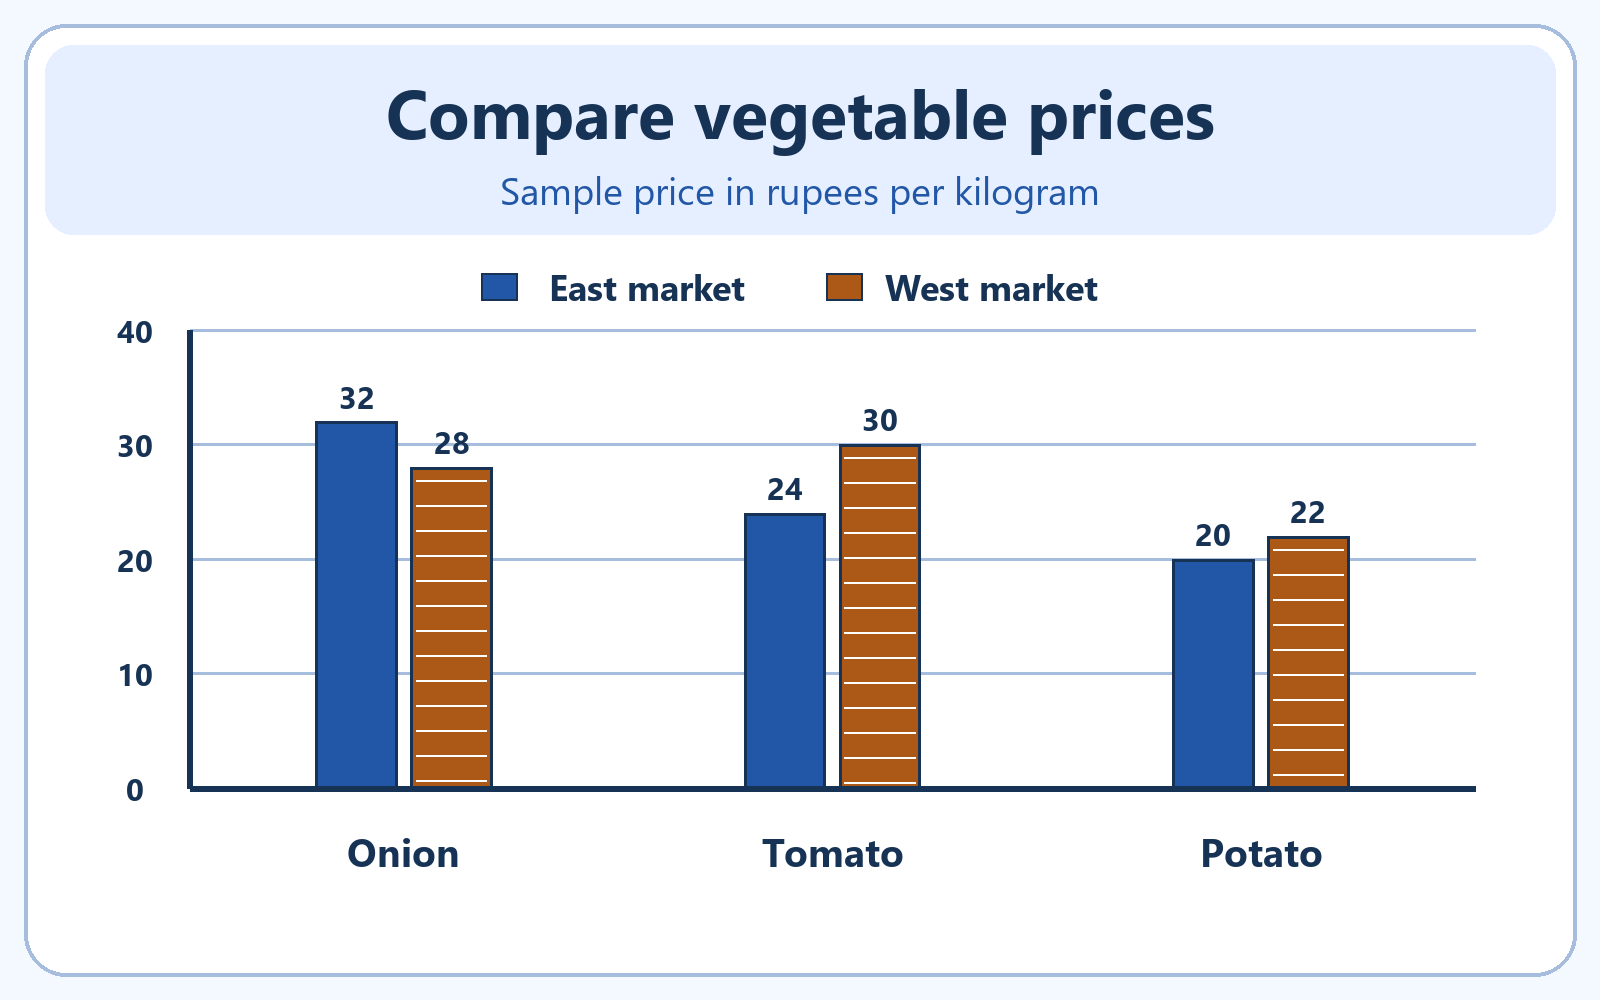 Compare vegetable prices
Sample price in rupees per kilogram
East market West market
40
32
30
28
30
24
22
20
20
10
0
Onion Tomato Potato